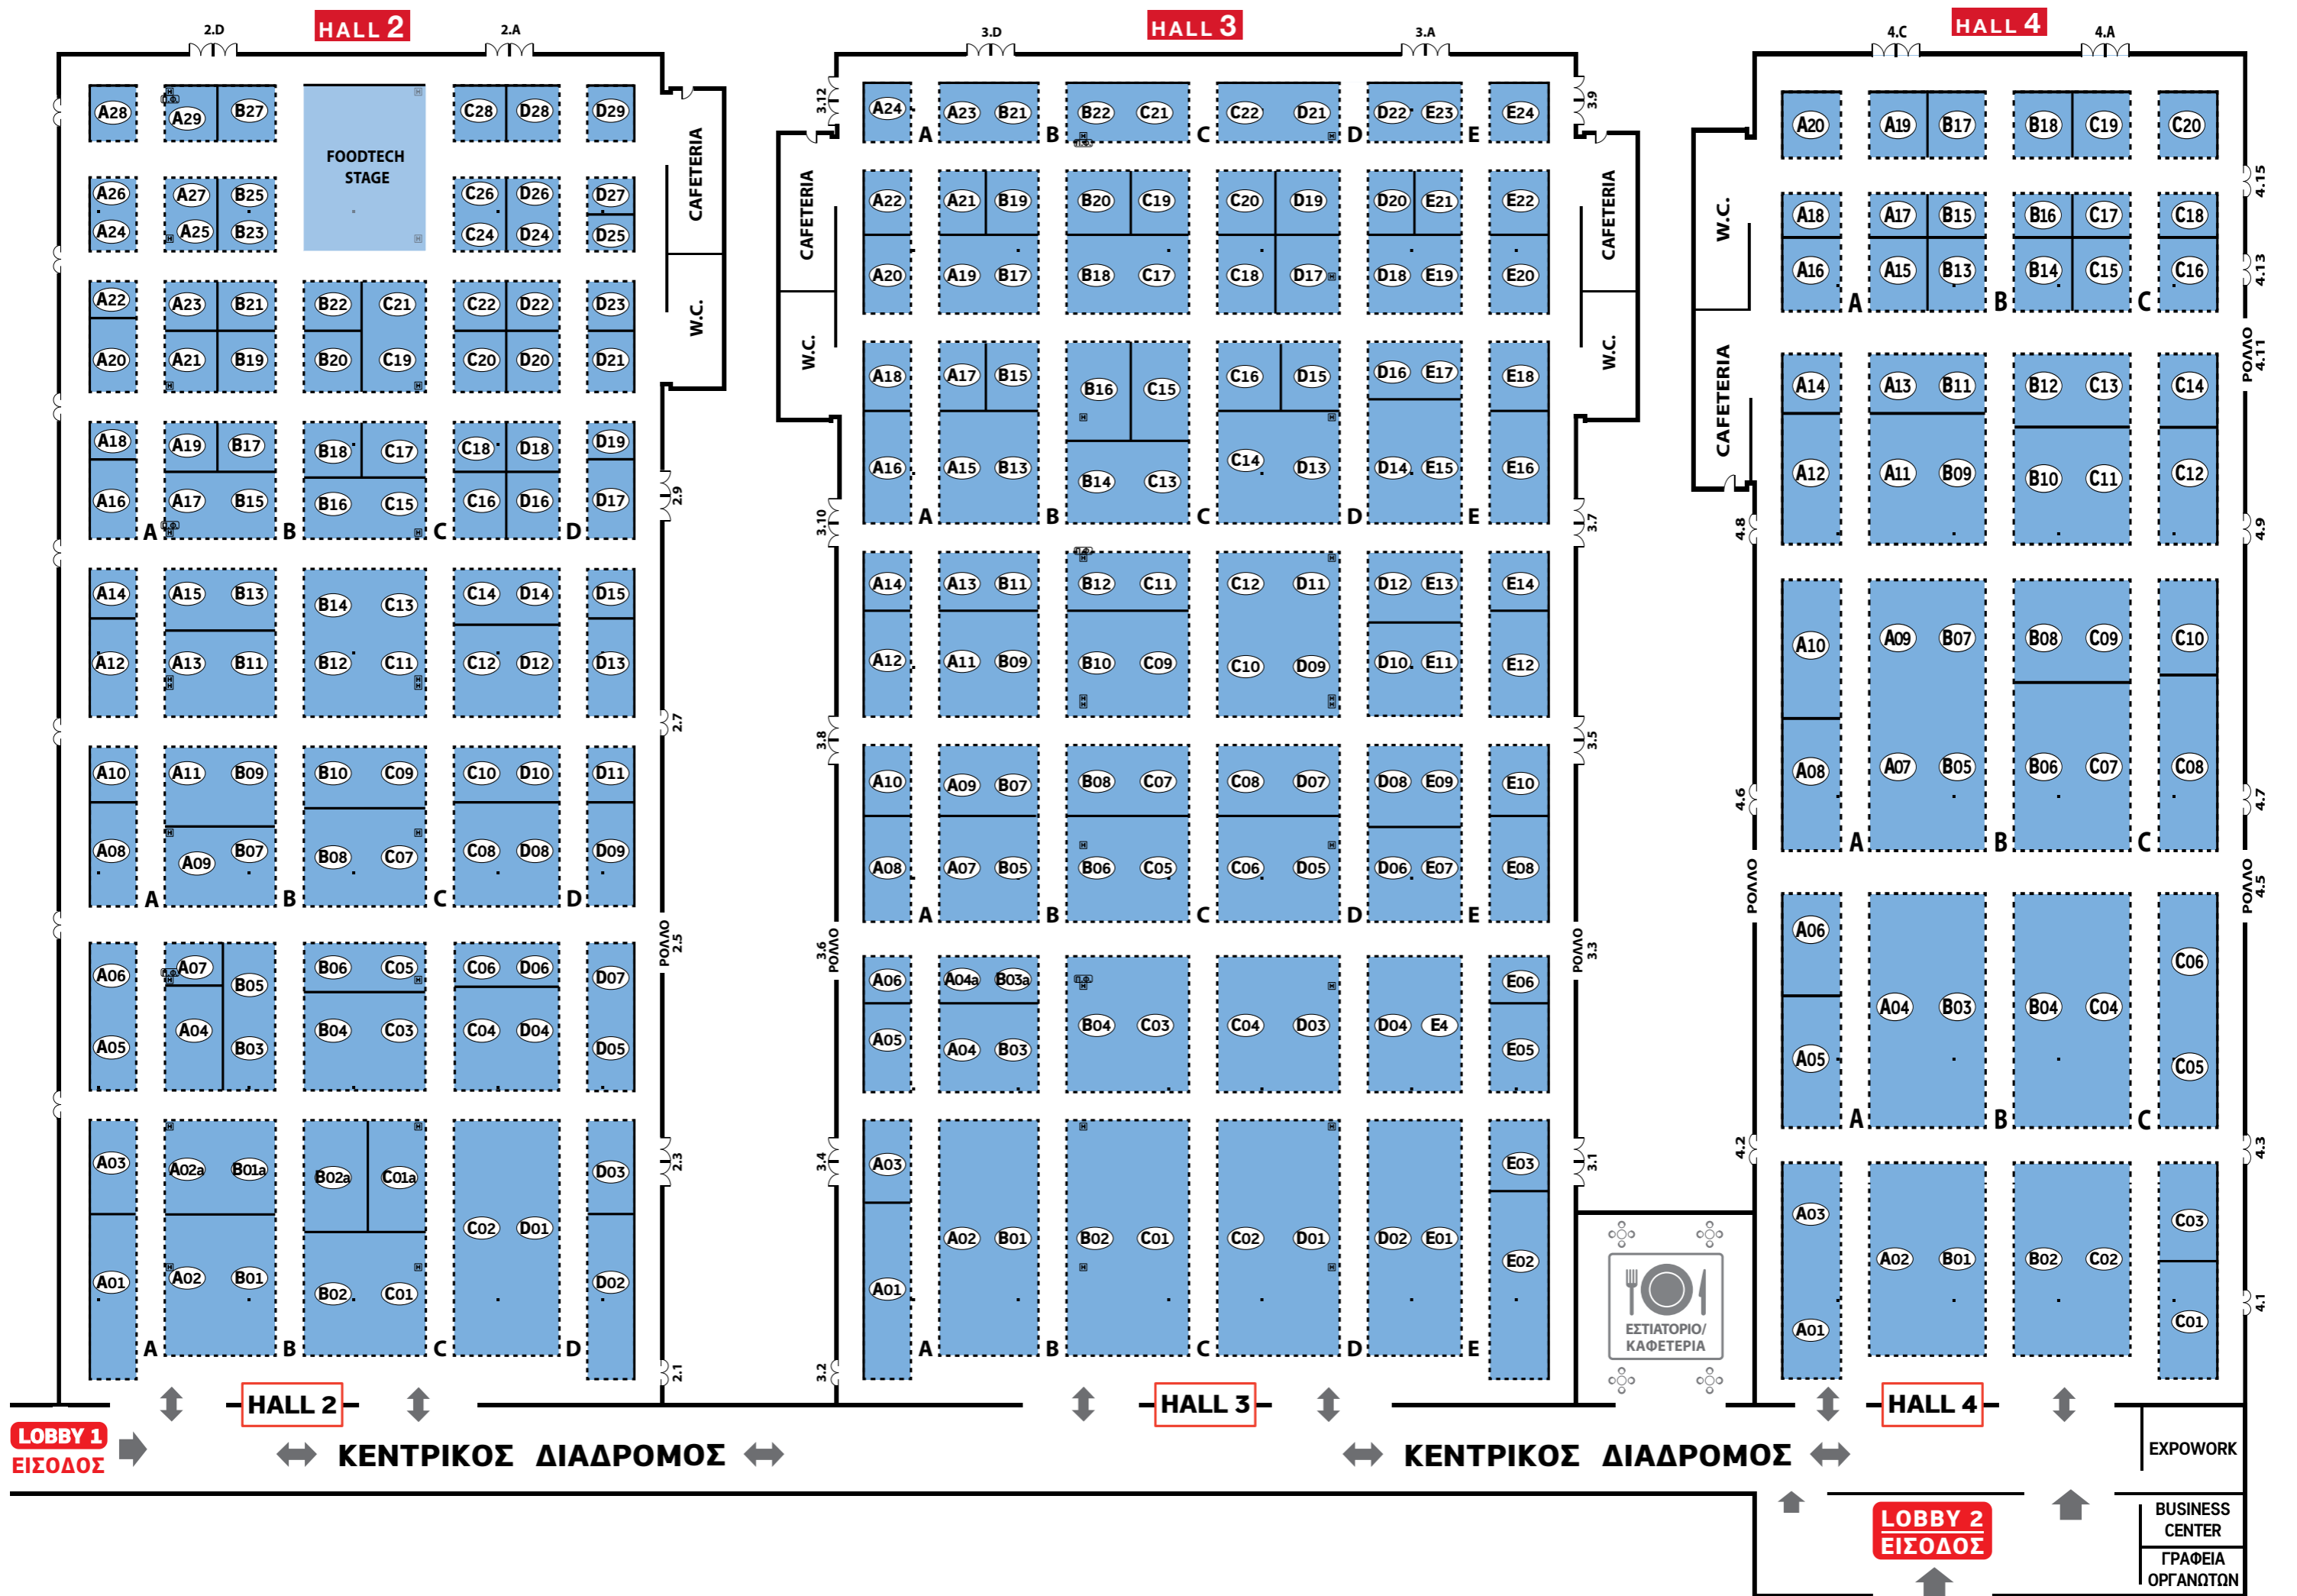 HALL 2
HALL 3
HALL 4
2.D
2.A
3.D
3.A
4.C
4.A
A28
A29
B27
FOODTECH
STAGE
C28
D28
D29
A26
A27
B25
C26
D26
D27
A24
A25
B23
C24
D24
D25
CAFETERIA
W.C.
A22
A23
B21
B22
C21
C22
D22
D23
A20
A21
B19
B20
C19
C20
D20
D21
A18
A19
B17
B18
C17
C18
D18
D19
A16
A17
B15
B16
C15
C16
D16
D17
2.9
A
B
C
D
A14
A15
B13
B14
C13
C14
D14
D15
A12
A13
B11
B12
C11
C12
D12
D13
2.7
A10
A11
B09
B10
C09
C10
D10
D11
A08
A09
B07
B08
C07
C08
D08
D09
A
B
C
D
ΡΟΛΛΟ
2.5
A06
A07
B05
B06
C05
C06
D06
D07
A05
A04
B03
B04
C03
C04
D04
D05
A03
A02a
B01a
B02a
C01a
C02
D01
D03
2.3
A01
A02
B01
B02
C01
D02
A
B
C
D
2.1
3.12
3.9
A24
A23
B21
B22
C21
C22
D21
D22
E23
E24
A
B
C
D
E
CAFETERIA
W.C.
CAFETERIA
W.C.
A22
A21
B19
B20
C19
C20
D19
D20
E21
E22
A20
A19
B17
B18
C17
C18
D17
D18
E19
E20
A18
A17
B15
B16
C15
C16
D15
D16
E17
E18
A16
A15
B13
B14
C13
C14
D13
D14
E15
E16
A
B
C
D
E
3.10
3.7
A14
A13
B11
B12
C11
C12
D11
D12
E13
E14
A12
A11
B09
B10
C09
C10
D09
D10
E11
E12
3.8
3.5
A10
A09
B07
B08
C07
C08
D07
D08
E09
E10
A08
A07
B05
B06
C05
C06
D05
D06
E07
E08
A
B
C
D
E
3.6
ΡΟΛΛΟ
ΡΟΛΛΟ
3.3
A06
A04a
B03a
B04
C03
C04
D03
D04
E4
E06
A05
A04
B03
E05
3.4
3.1
A03
A02
B01
B02
C01
C02
D01
D02
E01
E03
A01
E02
A
B
C
D
E
3.2
ΕΣΤΙΑΤΟΡΙΟ/
ΚΑΦΕΤΕΡΙΑ
A20
A19
B17
B18
C19
C20
W.C.
CAFETERIA
A18
A17
B15
B16
C17
C18
A16
A15
B13
B14
C15
C16
A
B
C
4.15
4.13
ΡΟΛΛΟ
4.11
A14
A13
B11
B12
C13
C14
A12
A11
B09
B10
C11
C12
4.8
4.9
A10
A09
B07
B08
C09
C10
A08
A07
B05
B06
C07
C08
4.6
4.7
A
B
C
ΡΟΛΛΟ
ΡΟΛΛΟ
4.5
A06
A04
B03
B04
C04
C06
A05
C05
A
B
C
4.2
4.3
A03
A02
B01
B02
C02
C03
A01
C01
4.1
HALL 2
HALL 3
HALL 4
LOBBY 1
ΕΙΣΟΔΟΣ
ΚΕΝΤΡΙΚΟΣ ΔΙΑΔΡΟΜΟΣ
ΚΕΝΤΡΙΚΟΣ ΔΙΑΔΡΟΜΟΣ
EXPOWORK
LOBBY 2
ΕΙΣΟΔΟΣ
BUSINESS
CENTER
ΓΡΑΦΕΙΑ
ΟΡΓΑΝΩΤΩΝ